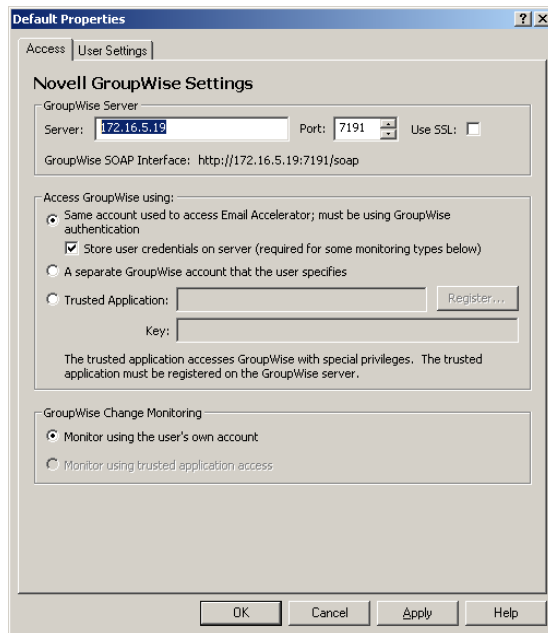 Default Properties
Access User Settings
Novell GroupWise Settings
GroupWise Server
Server: 172.16.5.19 Port: 7191 Use SSL:
GroupWise SOAP Interface: http://172.16.5.19:7191/soap
Access GroupWise using:
Same account used to access Email Accelerator; must be using GroupWise
authentication
Store user credentials on server (required for some monitoring types below)
A separate GroupWise account that the user specifies
Trusted Application: Register...
Key:
The trusted application accesses GroupWise with special privileges. The trusted
application must be registered on the GroupWise server.
GroupWise Change Monitoring
Monitor using the user's own account
Monitor using trusted application access
OK Cancel Apply Help